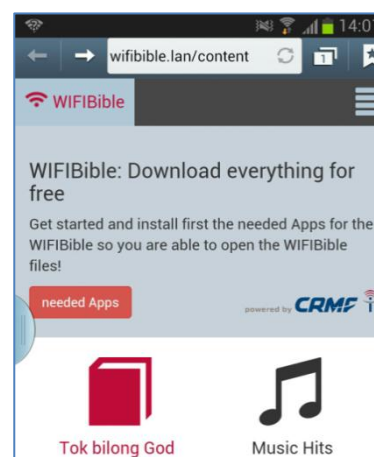 14:0
wifibible.lan/content
1
WIFIBible
WIFIBible: Download everything for
free
Get started and install first the needed Apps for the
WIFIBible so you are able to open the WIFIBible
files!
needed Apps
powered by CRMF
Tok bilong God
Music Hits